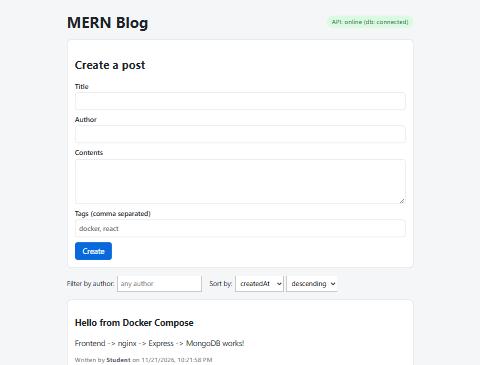 MERN Blog
API: online (db: connected)
Create a post
Title
Author
Contents
Tags (comma separated)
docker, react
Create
Filter by author: any author Sort by: createdAt descending
Hello from Docker Compose
Frontend -> nginx -> Express -> MongoDB works!
Written by Student on 11/21/2026, 10:21:58 PM